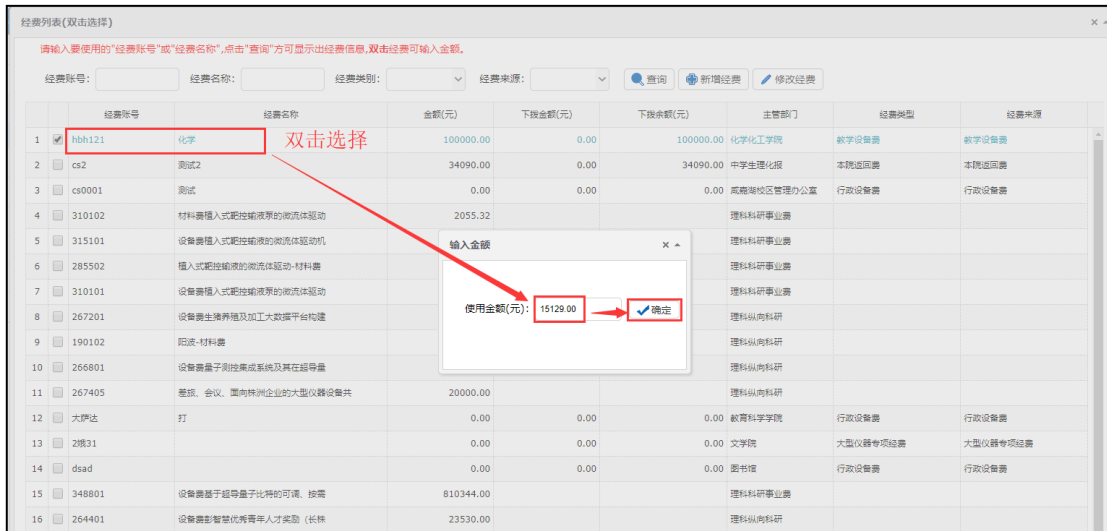 经费列表(双击选择)
请输入要使用的"经费账号"或"经费名称",点击"查询"方可显示出经费信息,双击经费可输入金额。
经费账号: 经费名称: 经费类别: 经费来源: 查询 新增经费 修改经费
经费账号 经费名称 金额(元) 下拨金额(元) 下拨余额(元) 主管部门 经费类型 经费来源
1 hbh121 化学 双击选择 100000.00 0.00 100000.00 化学化工学院 教学设备费 教学设备费
2 cs2 测试2 34090.00 0.00 34090.00 中学生理化报 本院返回费 本院返回费
3 cs0001 测试 0.00 0.00 0.00 咸嘉湖校区管理办公室 行政设备费 行政设备费
4 310102 材料费植入式靶控输液泵的微流体驱动 2055.32 理科科研事业费
5 315101 设备费植入式靶控输液的微流体驱动机 理科科研事业费
6 285502 植入式靶控输液的微流体驱动-材料费 理科科研事业费
7 310101 设备费植入式靶控输液泵的微流体驱动 理科科研事业费
8 267201 设备费生猪养殖及加工大数据平台构建 理科纵向科研
9 190102 阳波-材料费 理科纵向科研
10 266801 设备费量子测控集成系统及其在超导量 理科纵向科研
11 267405 差旅、会议、面向株洲企业的大型仪器设备共 20000.00 理科纵向科研
12 大萨达 打 0.00 0.00 0.00 教育科学学院 行政设备费 行政设备费
13 2哦31 0.00 0.00 0.00 文学院 大型仪器专项经费 大型仪器专项经费
14 dsad 0.00 0.00 0.00 图书馆 行政设备费 行政设备费
15 348801 设备费基于超导量子比特的可调、按需 810344.00 理科科研事业费
16 264401 设备费彭智慧优秀青年人才奖励（长株 23530.00 理科纵向科研
输入金额
使用金额(元): 15129.00 确定